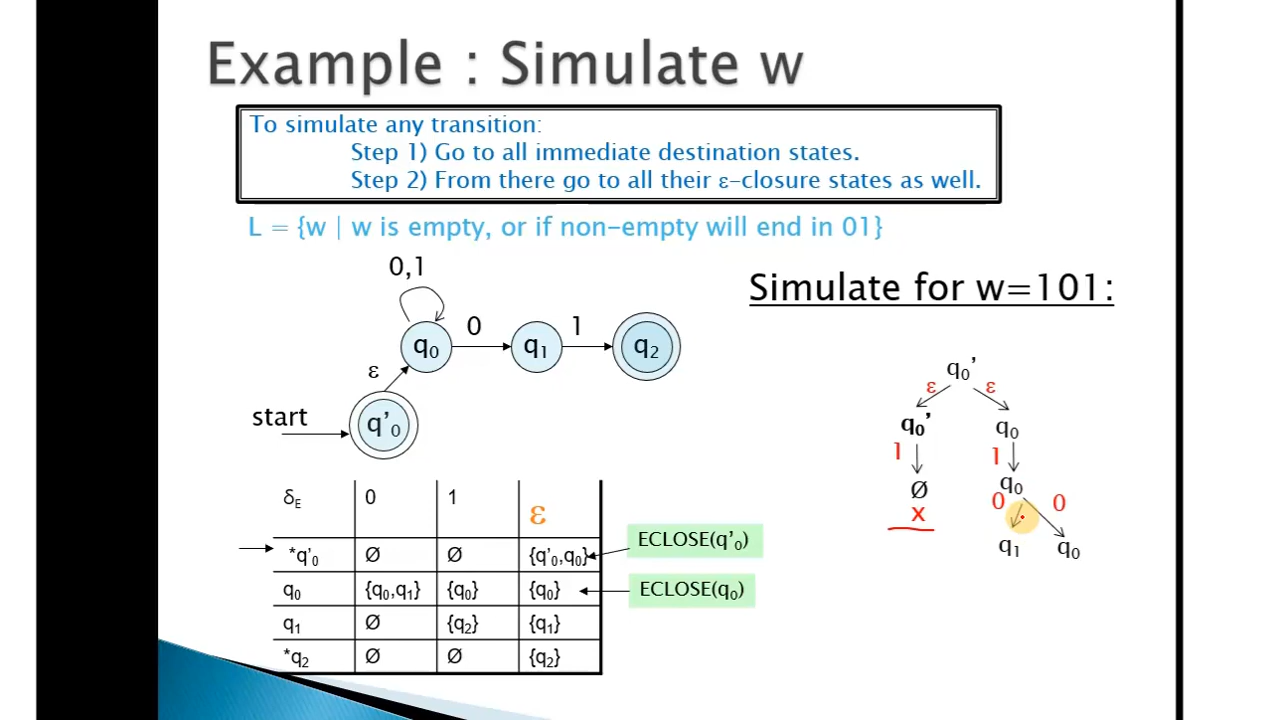 Example : Simulate w
To simulate any transition:
Step 1) Go to all immediate destination states.
Step 2) From there go to all their ε-closure states as well.
L = {w | w is empty, or if non-empty will end in 01}
Simulate for w=101:
0,1
q₀ 0 q₁ 1 q₂
ε
start q’₀
δE 0 1 ε
*q’₀ Ø Ø {q’₀,q₀} ECLOSE(q’₀)
q₀ {q₀,q₁} {q₀} {q₀} ECLOSE(q₀)
q₁ Ø {q₂} {q₁}
*q₂ Ø Ø {q₂}
q₀’
ε ε
q₀’ q₀
1 1
Ø q₀
x 0 0
q₁ q₀